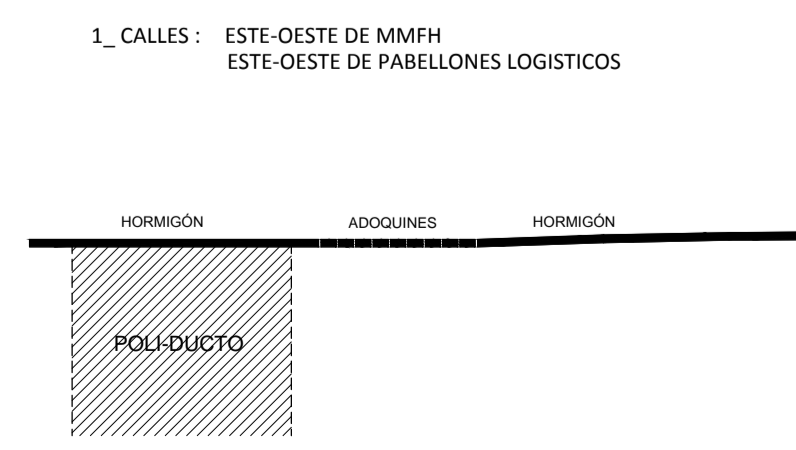 1_ CALLES : ESTE-OESTE DE MMFH
ESTE-OESTE DE PABELLONES LOGISTICOS
HORMIGÓN ADOQUINES HORMIGÓN
POLI-DUCTO